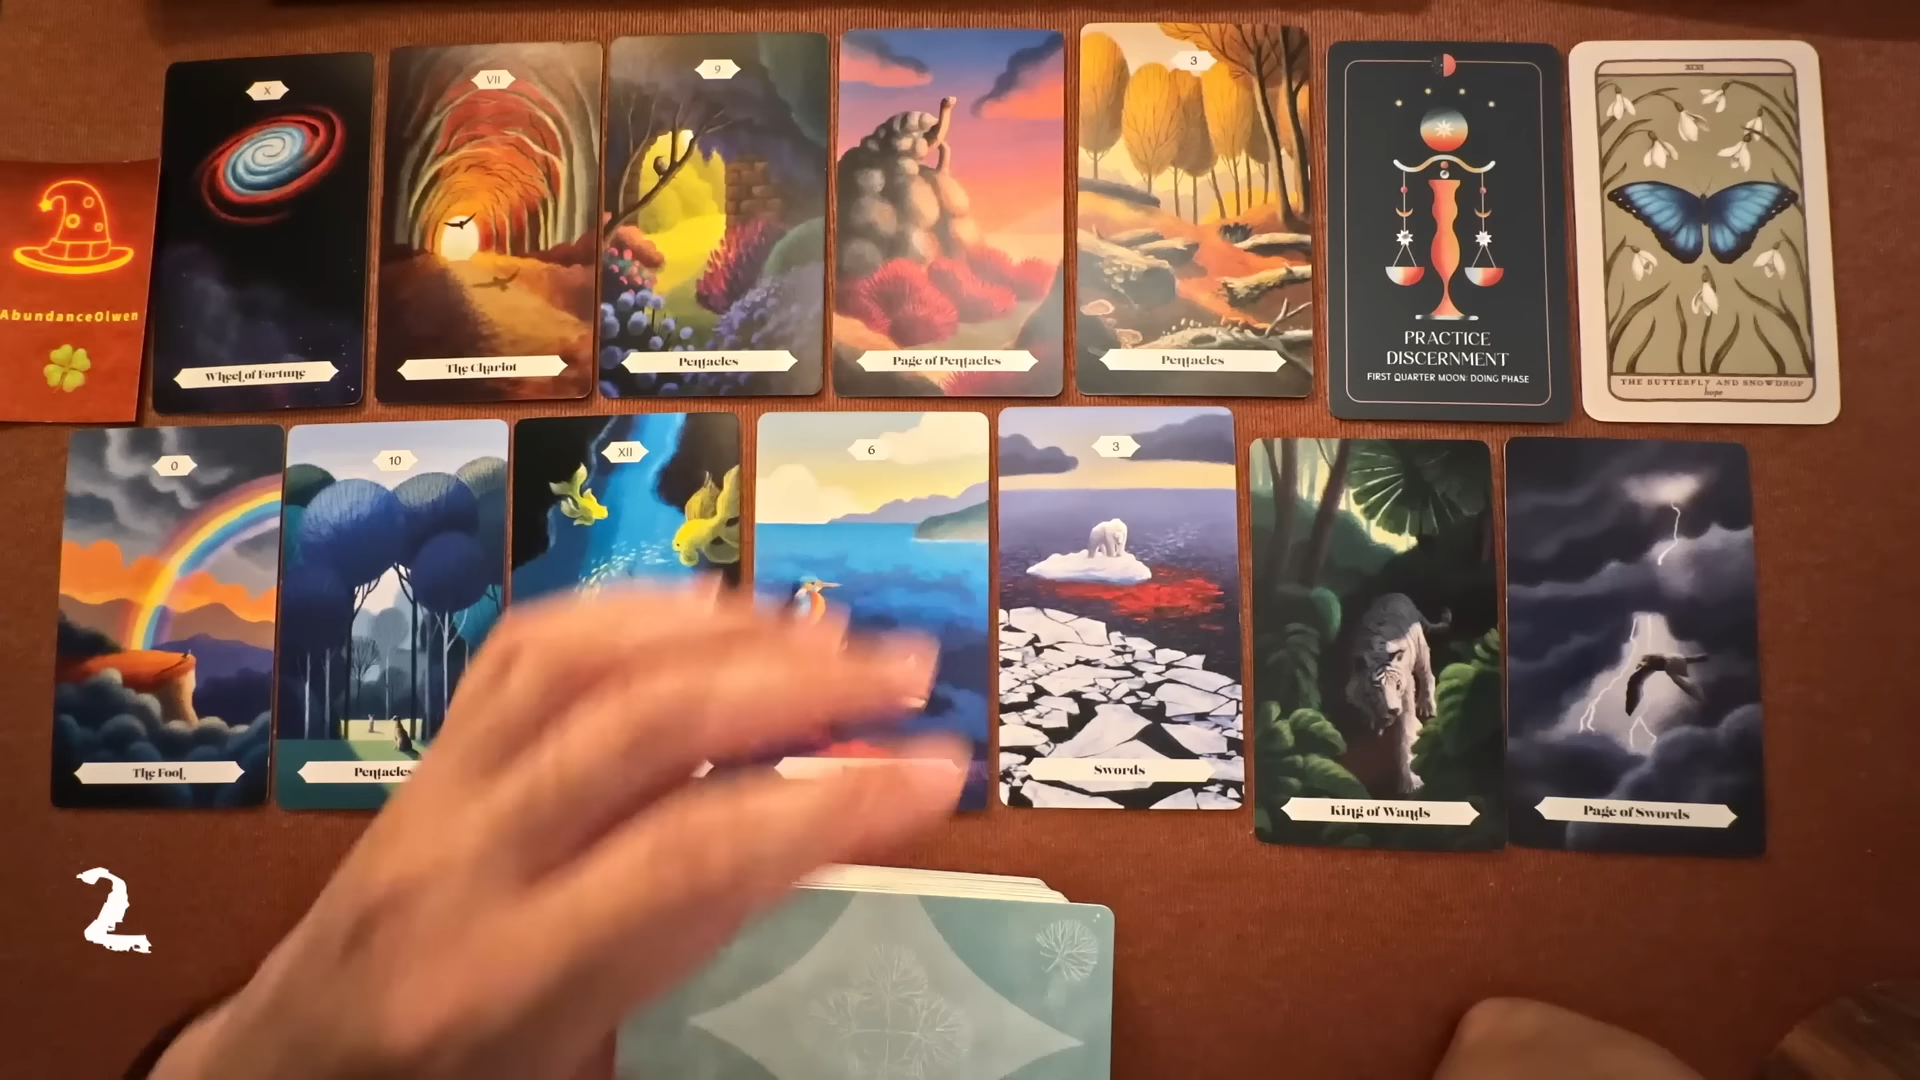 X
Wheel of Fortune
VII
The Chariot
9
Pentacles
Page of Pentacles
3
Pentacles
PRACTICE
DISCERNMENT
FIRST QUARTER MOON: DOING PHASE
THE BUTTERFLY AND SNOWDROP
hope
AbundanceOlwen
0
The Fool
10
Pentacles
XII
6
3
Swords
King of Wands
Page of Swords
2